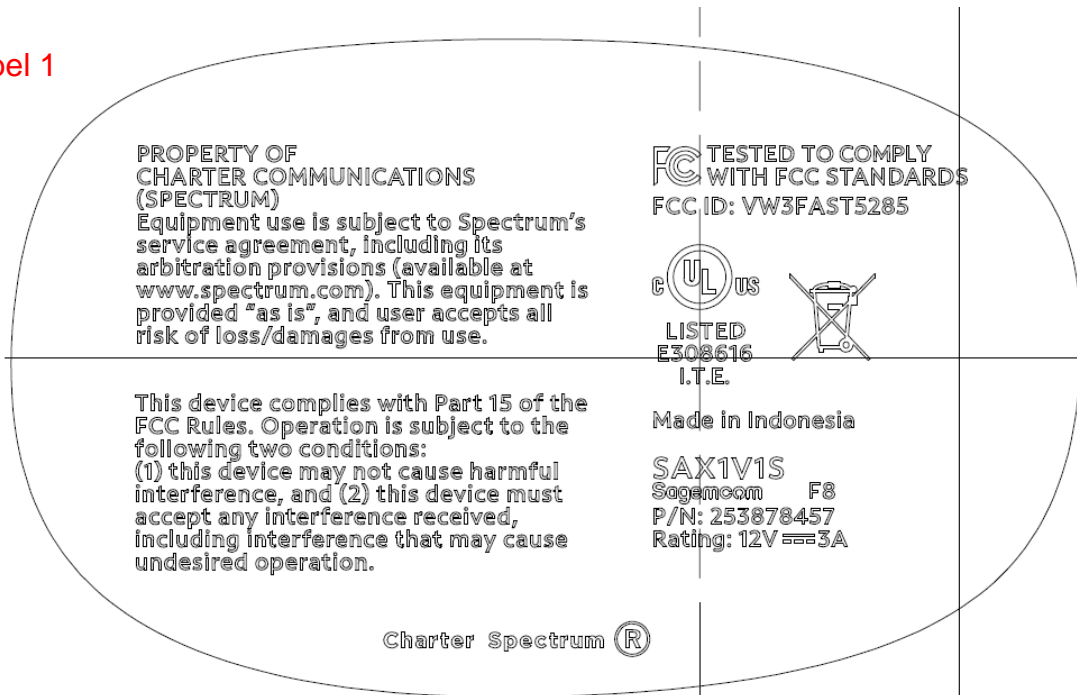 bel 1
PROPERTY OF
CHARTER COMMUNICATIONS
(SPECTRUM)
Equipment use is subject to Spectrum's
service agreement, including its
arbitration provisions (available at
www.spectrum.com). This equipment is
provided "as is", and user accepts all
risk of loss/damages from use.
This device complies with Part 15 of the
FCC Rules. Operation is subject to the
following two conditions:
(1) this device may not cause harmful
interference, and (2) this device must
accept any interference received,
including interference that may cause
undesired operation.
FC TESTED TO COMPLY
WITH FCC STANDARDS
FCC ID: VW3FAST5285
C UL US
LISTED
E308616
I.T.E.
Made in Indonesia
SAX1V1S
Sagemcom F8
P/N: 253878457
Rating: 12V ⎓ 3A
Charter Spectrum ®